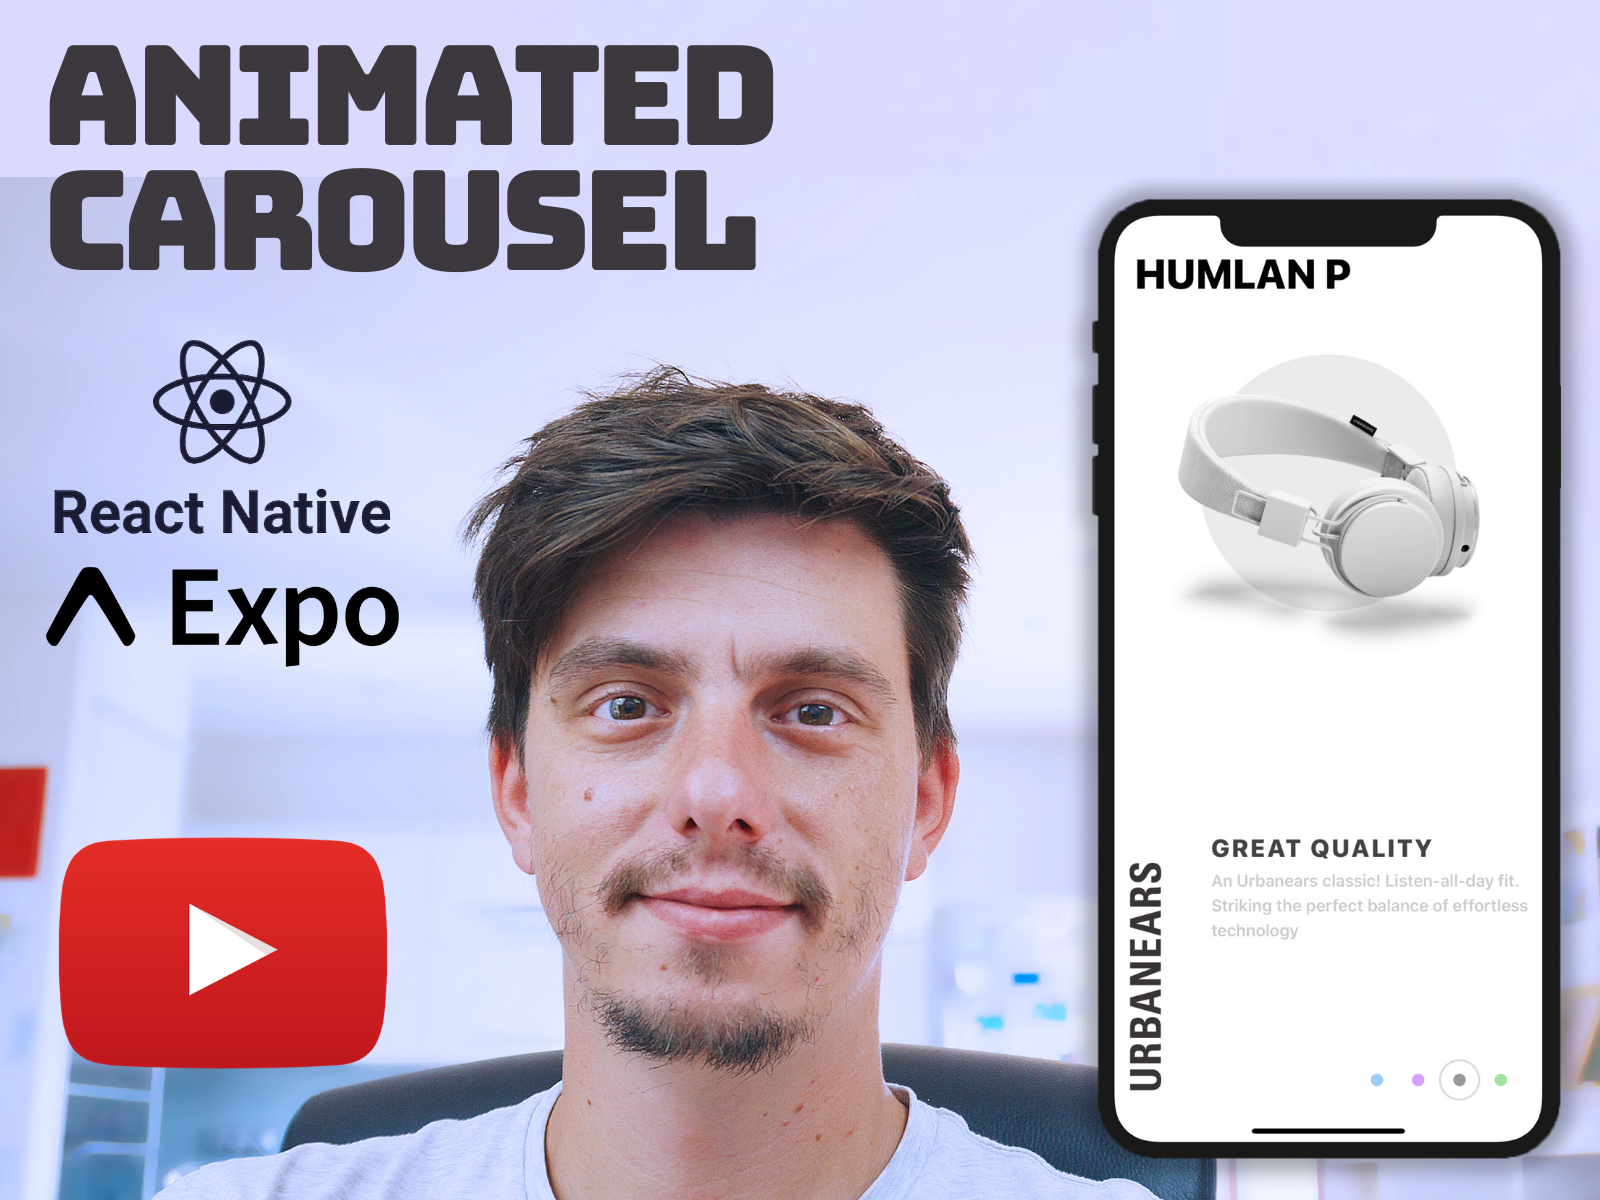 ANIMATED
CAROUSEL
React Native
Expo
HUMLAN P
GREAT QUALITY
An Urbanears classic! Listen-all-day fit.
Striking the perfect balance of effortless
technology
URBANEARS